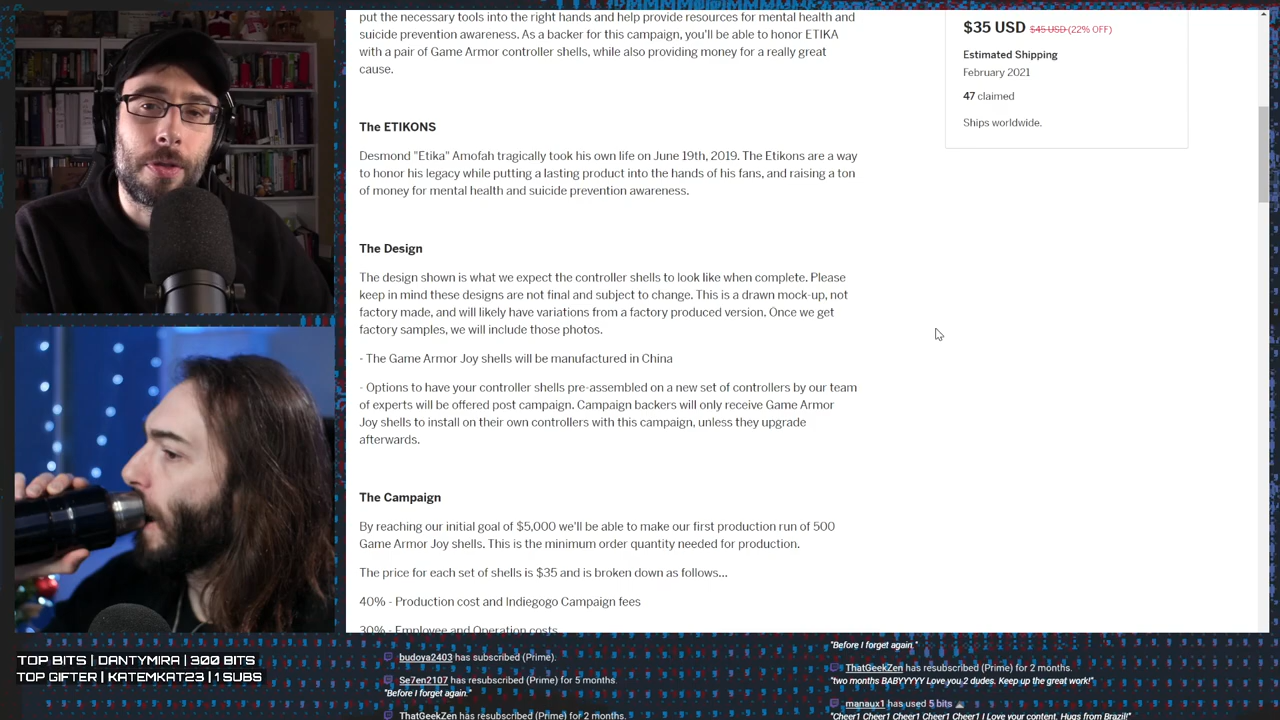 put the necessary tools into the right hands and help provide resources for mental health and
suicide prevention awareness. As a backer for this campaign, you'll be able to honor ETIKA
with a pair of Game Armor controller shells, while also providing money for a really great
cause.
The ETIKONS
Desmond "Etika" Amofah tragically took his own life on June 19th, 2019. The Etikons are a way
to honor his legacy while putting a lasting product into the hands of his fans, and raising a ton
of money for mental health and suicide prevention awareness.
The Design
The design shown is what we expect the controller shells to look like when complete. Please
keep in mind these designs are not final and subject to change. This is a drawn mock-up, not
factory made, and will likely have variations from a factory produced version. Once we get
factory samples, we will include those photos.
- The Game Armor Joy shells will be manufactured in China
- Options to have your controller shells pre-assembled on a new set of controllers by our team
of experts will be offered post campaign. Campaign backers will only receive Game Armor
Joy shells to install on their own controllers with this campaign, unless they upgrade
afterwards.
The Campaign
By reaching our initial goal of $5,000 we'll be able to make our first production run of 500
Game Armor Joy shells. This is the minimum order quantity needed for production.
The price for each set of shells is $35 and is broken down as follows...
40% - Production cost and Indiegogo Campaign fees
30% - Employee and Operation costs
$35 USD $45 USD (22% OFF)
Estimated Shipping
February 2021
47 claimed
Ships worldwide.
TOP BITS | DANTYMIRA | 300 BITS
TOP GIFTER | KATEMKAT23 | 1 SUBS
budova2403 has subscribed (Prime).
Se7en2107 has resubscribed (Prime) for 5 months.
"Before I forget again."
ThatGeekZen has resubscribed (Prime) for 2 months.
"Before I forget again."
ThatGeekZen has resubscribed (Prime) for 2 months.
"two months BABYYYYY Love you 2 dudes. Keep up the great work!"
manaux1 has used 5 bits
"Cheer1 Cheer1 Cheer1 Cheer1 Cheer1 I Love your content. Hugs from Brazil!"